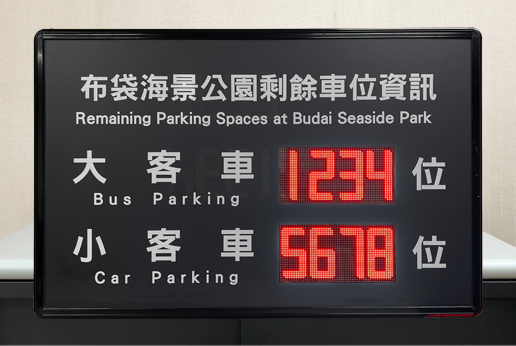 布袋海景公園剩餘車位資訊
Remaining Parking Spaces at Budai Seaside Park
大客車 1234 位
Bus Parking
小客車 5678 位
Car Parking